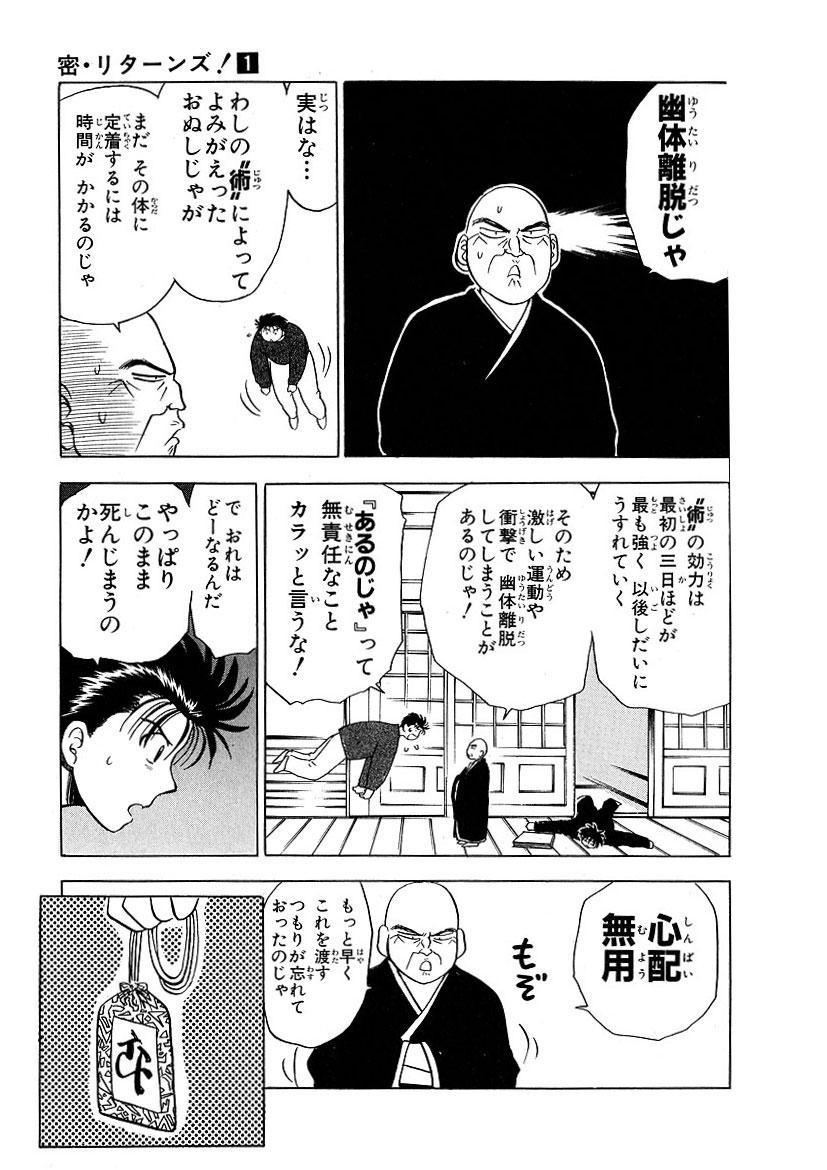 密・リターンズ！1
幽体離脱じゃ
実はな…
わしの〝術〟によって
よみがえった
おぬしじゃが
まだ その体に
定着するには
時間が かかるのじゃ
〝術〟の効力は
最初の三日ほどが
最も強く 以後しだいに
うすれていく
そのため
激しい運動や
衝撃で 幽体離脱
してしまうことが
あるのじゃ！
『あるのじゃ』って
無責任なこと
カラッと言うな！
で おれは
どーなるんだ
やっぱり
このまま
死んじまうの
かよ！
心配
無用
もぞ
もっと早く
これを渡す
つもりが忘れて
おったのじゃ